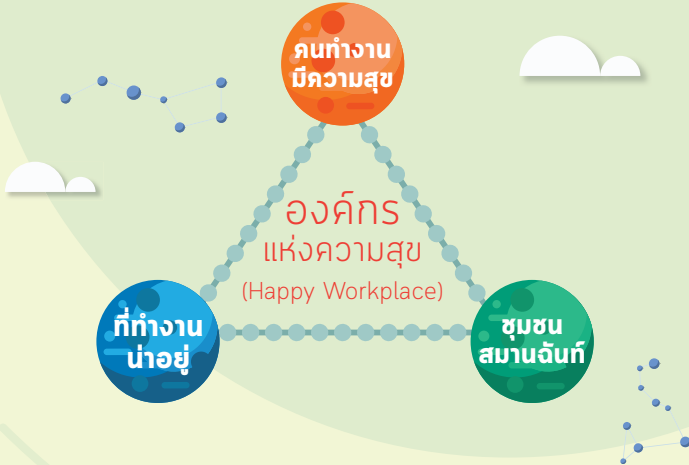 คนทำงาน
มีความสุข
องค์กร
แห่งความสุข
(Happy Workplace)
ที่ทำงาน
น่าอยู่
ชุมชน
สมานฉันท์